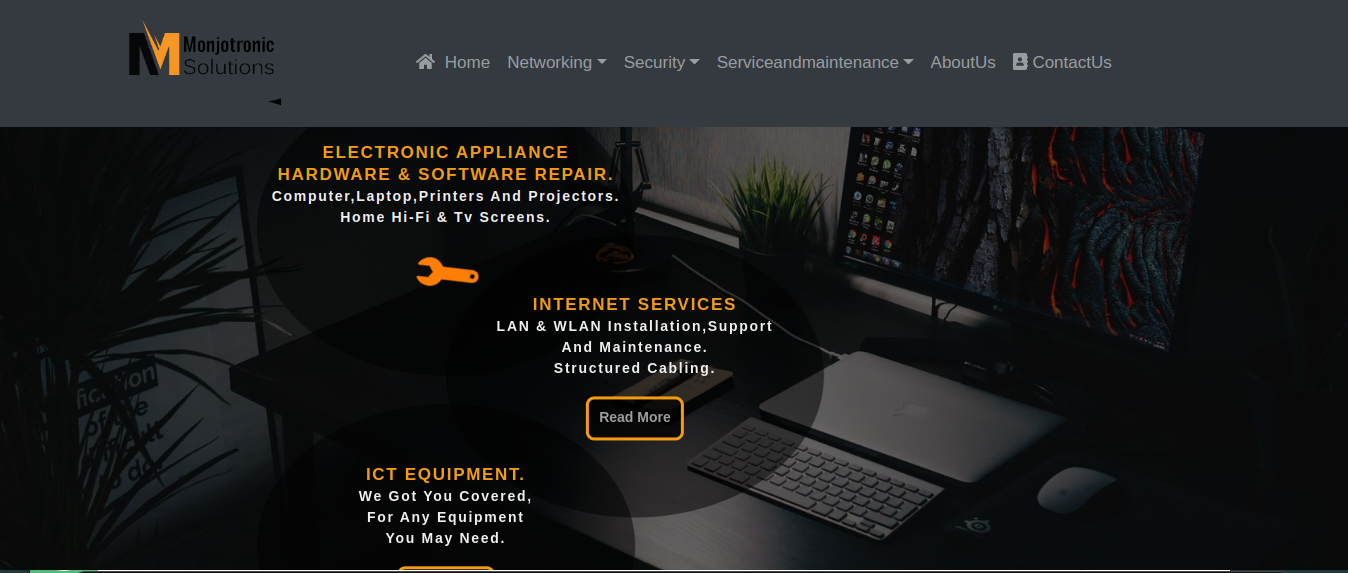 Monjotronic
Solutions
Home Networking Security Serviceandmaintenance AboutUs ContactUs
ELECTRONIC APPLIANCE
HARDWARE & SOFTWARE REPAIR.
Computer,Laptop,Printers And Projectors.
Home Hi-Fi & Tv Screens.
INTERNET SERVICES
LAN & WLAN Installation,Support
And Maintenance.
Structured Cabling.
Read More
ICT EQUIPMENT.
We Got You Covered,
For Any Equipment
You May Need.